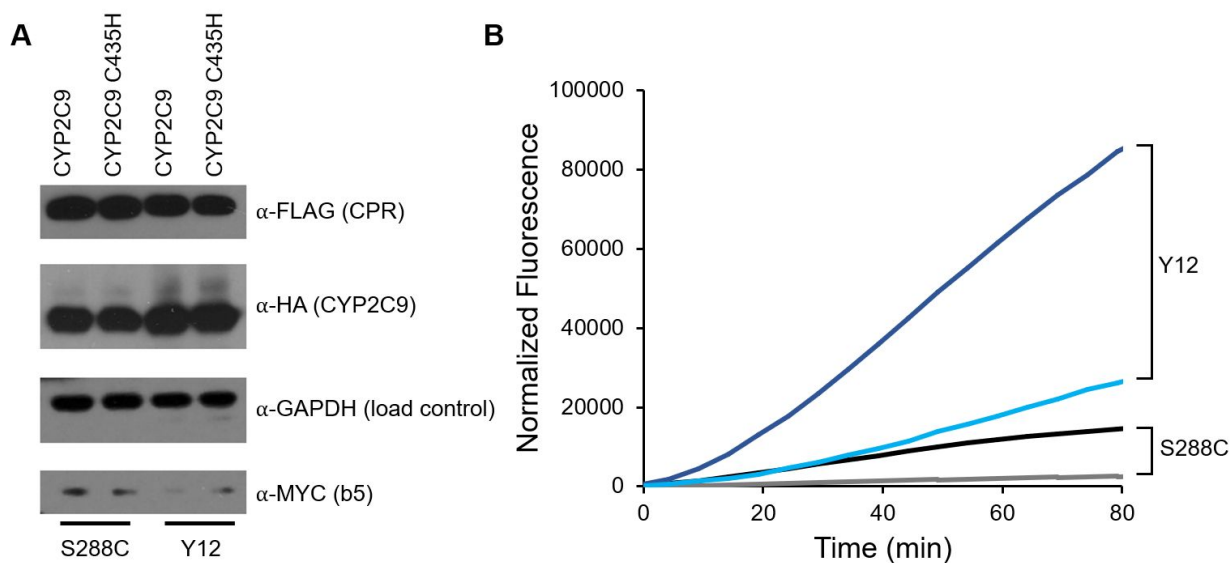 A
CYP2C9
CYP2C9 C435H
CYP2C9
CYP2C9 C435H
α-FLAG (CPR)
α-HA (CYP2C9)
α-GAPDH (load control)
α-MYC (b5)
S288C
Y12
B
Normalized Fluorescence
100000
80000
60000
40000
20000
0
0
20
40
60
80
Time (min)
Y12
S288C